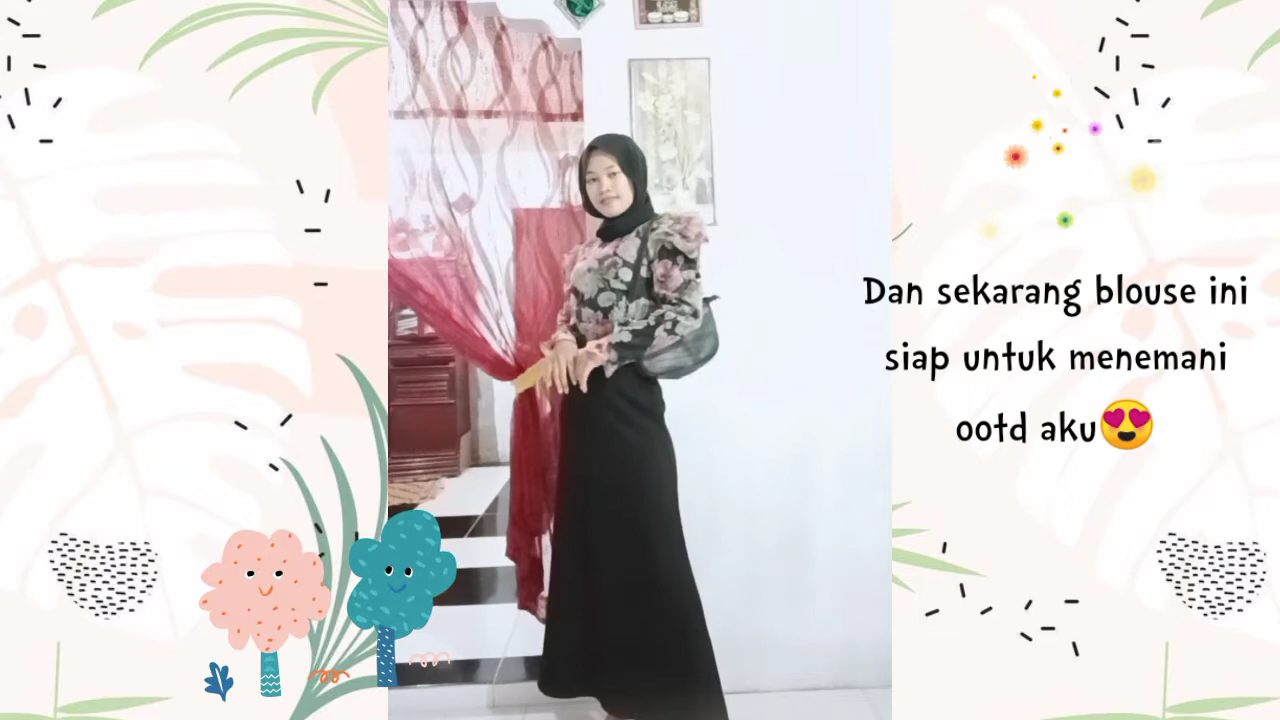 Dan sekarang blouse ini
siap untuk menemani
ootd aku😍